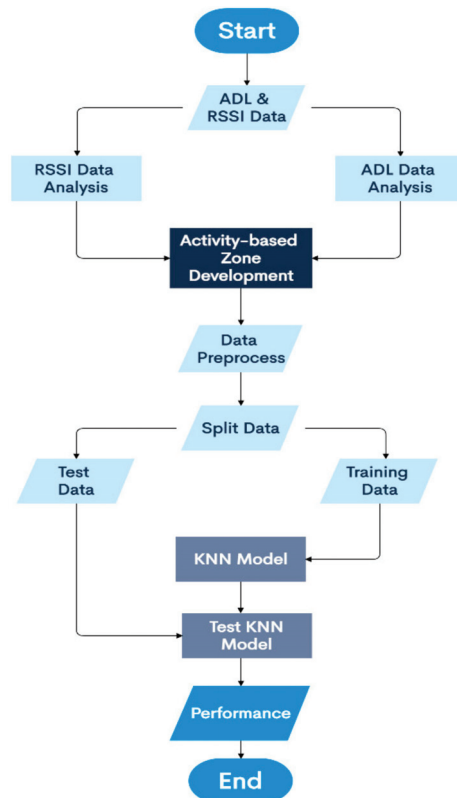 Start
ADL &
RSSI Data
RSSI Data
Analysis
ADL Data
Analysis
Activity-based
Zone
Development
Data
Preprocess
Split Data
Test
Data
Training
Data
KNN Model
Test KNN
Model
Performance
End